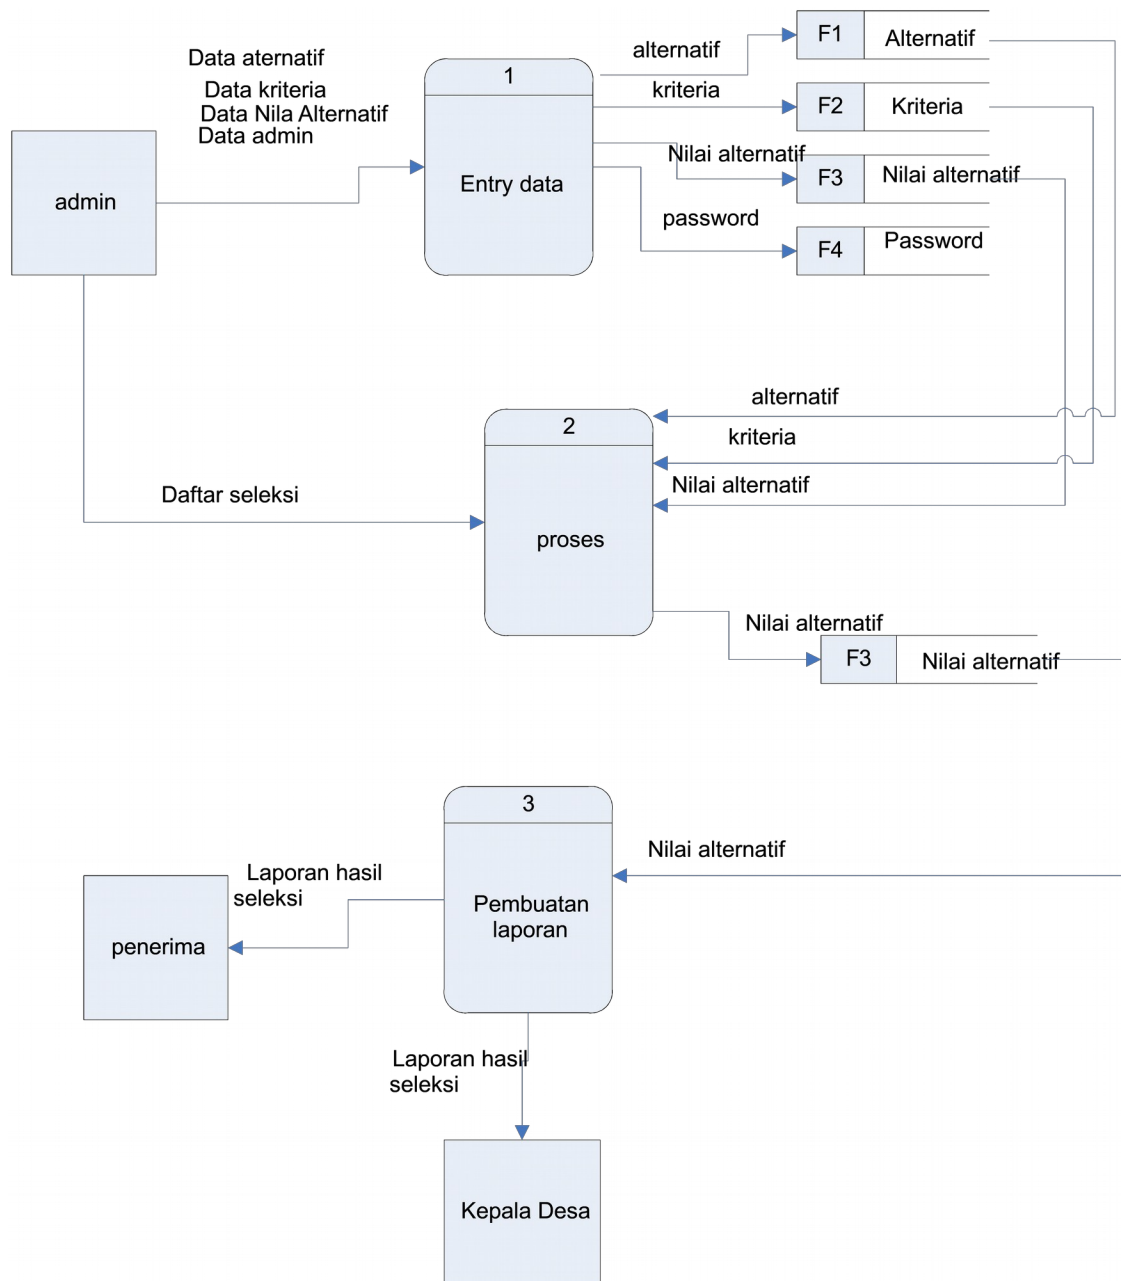 Data aternatif
Data kriteria
Data Nila Alternatif
Data admin
admin
1
Entry data
alternatif
kriteria
Nilai alternatif
password
F1 Alternatif
F2 Kriteria
F3 Nilai alternatif
F4 Password
alternatif
kriteria
Nilai alternatif
Daftar seleksi
2
proses
Nilai alternatif
F3 Nilai alternatif
3
Pembuatan
laporan
Nilai alternatif
Laporan hasil
seleksi
penerima
Laporan hasil
seleksi
Kepala Desa